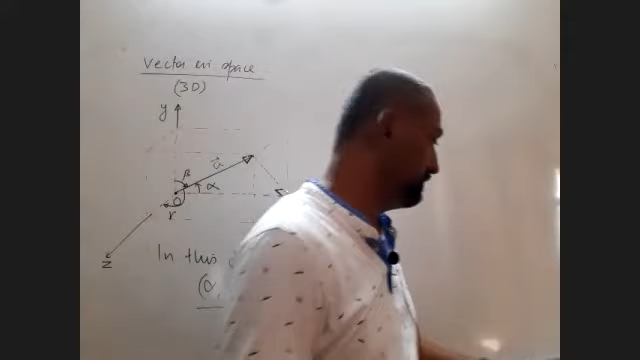 Vector in space
(3D)
y
β
a
α
O
γ
Z
In this
(α,